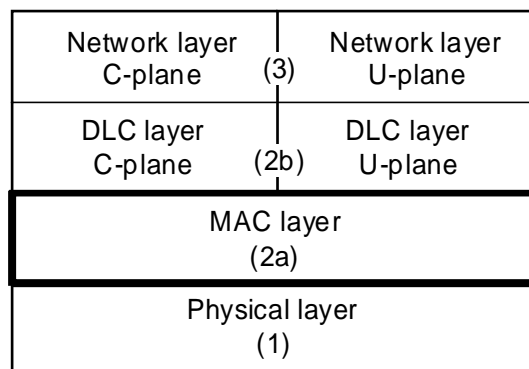 Network layer
C-plane
(3)
Network layer
U-plane
DLC layer
C-plane
(2b)
DLC layer
U-plane
MAC layer
(2a)
Physical layer
(1)